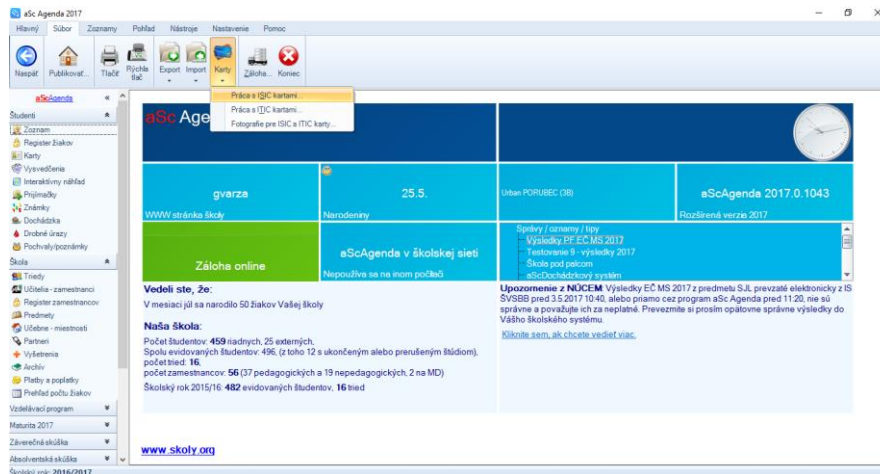 aSc Agenda 2017
Hlavný Súbor Zoznamy Pohľad Nástroje Nastavenie Pomoc
Naspäť Publikovať... Tlačiť Rýchla tlač Export Import Karty Záloha... Koniec
Práca s ISIC kartami...
Práca s ITIC kartami...
Fotografie pre ISIC a ITIC karty...
aScAgenda
Študenti
Zoznam
Register žiakov
Karty
Vysvedčenia
Interaktívny náhľad
Prijímačky
Známky
Dochádzka
Drobné úrazy
Pochvaly/poznámky
Škola
Triedy
Učitelia - zamestnanci
Register zamestnancov
Predmety
Učebne - miestnosti
Partneri
Vyšetrenia
Archív
Platby a poplatky
Prehľad počtu žiakov
Vzdelávací program
Maturita 2017
Záverečná skúška
Absolventská skúška
Školský rok: 2016/2017
aSc Age
gvarza
WWW stránka školy
25.5.
Narodeniny
Urban PORUBEC (3B)
aScAgenda 2017.0.1043
Rozšírená verzia 2017
Záloha online
aScAgenda v školskej sieti
Nepoužíva sa na inom počítači
Správy / oznamy / tipy
Výsledky PF EČ MS 2017
Testovanie 9 - výsledky 2017
Škola pod palcom
aScDochádzkový systém
Vedeli ste, že:
V mesiaci júl sa narodilo 50 žiakov Vašej školy
Naša škola:
Počet študentov: 459 riadnych, 25 externých,
Spolu evidovaných študentov: 496, (z toho 12 s ukončeným alebo prerušeným štúdiom),
počet tried: 16,
počet zamestnancov: 56 (37 pedagogických a 19 nepedagogických, 2 na MD)
Školský rok 2015/16: 482 evidovaných študentov, 16 tried
Upozornenie z NÚCEM: Výsledky EČ MS 2017 z predmetu SJL prevzaté elektronicky z IS
ŠVSBB pred 3.5.2017 10:40, alebo priamo cez program aSc Agenda pred 11:20, nie sú
správne a považujte ich za neplatné. Prevezmite si prosím opätovne správne výsledky do
Vášho školského systému.
Kliknite sem, ak chcete vedieť viac.
www.skoly.org